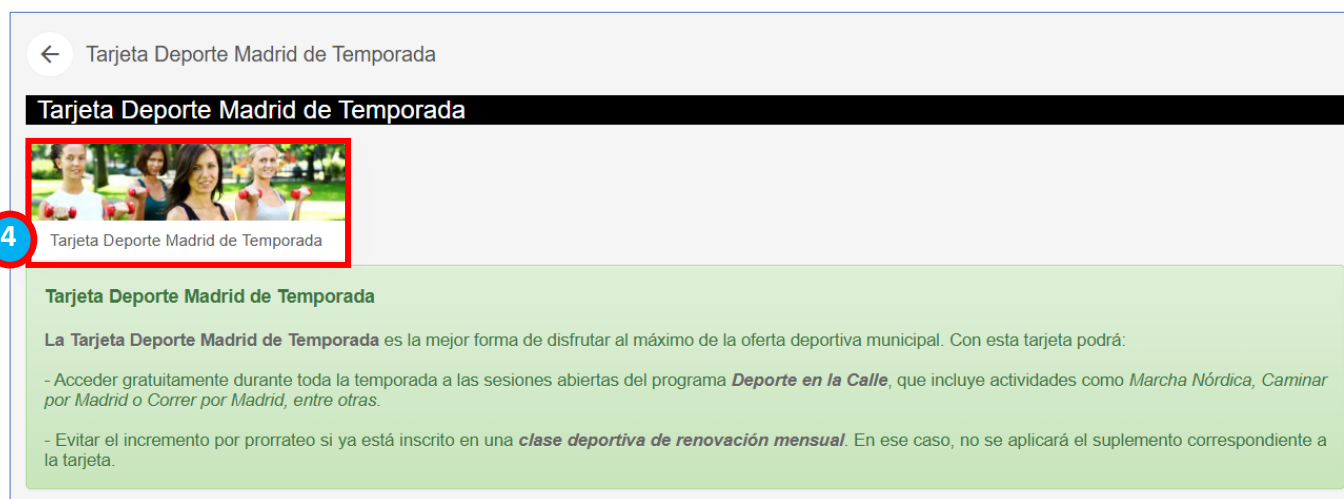 Tarjeta Deporte Madrid de Temporada
Tarjeta Deporte Madrid de Temporada
4
Tarjeta Deporte Madrid de Temporada
Tarjeta Deporte Madrid de Temporada
La Tarjeta Deporte Madrid de Temporada es la mejor forma de disfrutar al máximo de la oferta deportiva municipal. Con esta tarjeta podrá:
- Acceder gratuitamente durante toda la temporada a las sesiones abiertas del programa Deporte en la Calle, que incluye actividades como Marcha Nórdica, Caminar
por Madrid o Correr por Madrid, entre otras.
- Evitar el incremento por prorrateo si ya está inscrito en una clase deportiva de renovación mensual. En ese caso, no se aplicará el suplemento correspondiente a
la tarjeta.